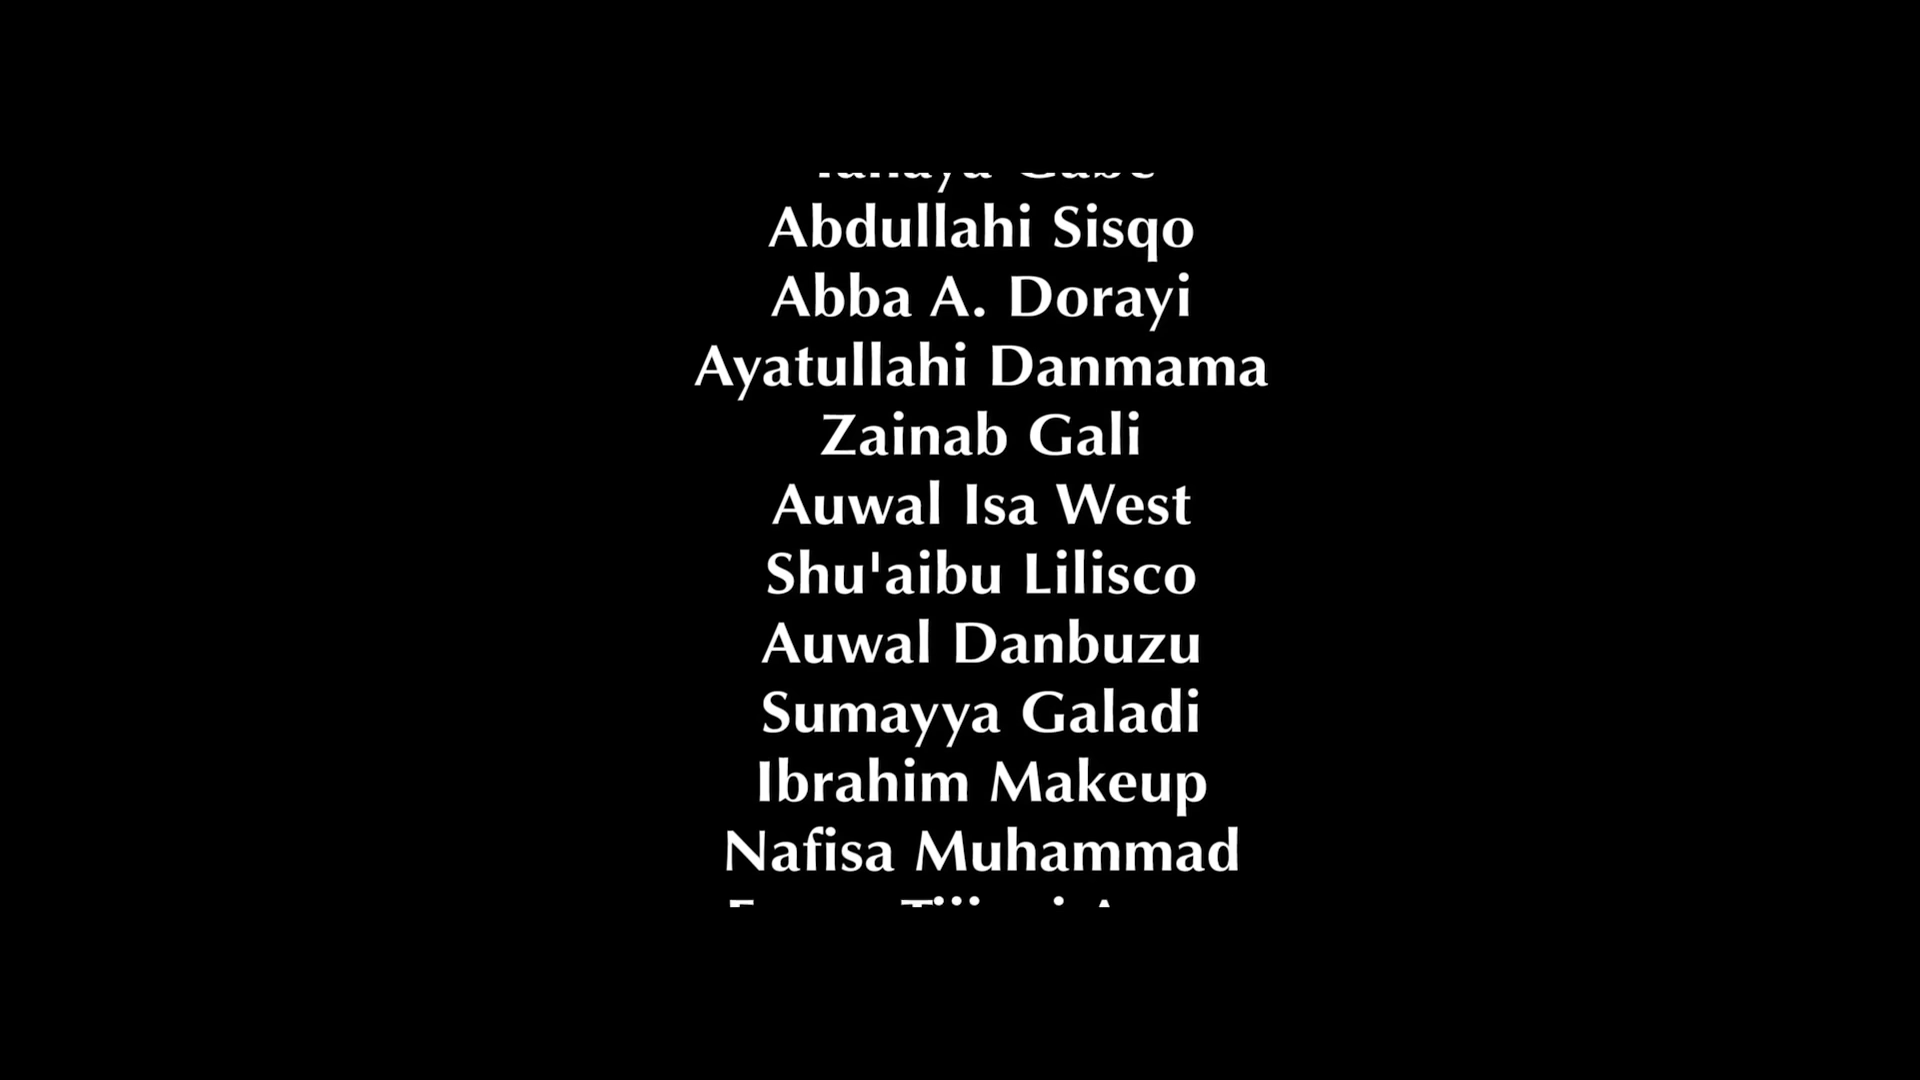 Abdullahi Sisqo
Abba A. Dorayi
Ayatullahi Danmama
Zainab Gali
Auwal Isa West
Shu'aibu Lilisco
Auwal Danbuzu
Sumayya Galadi
Ibrahim Makeup
Nafisa Muhammad